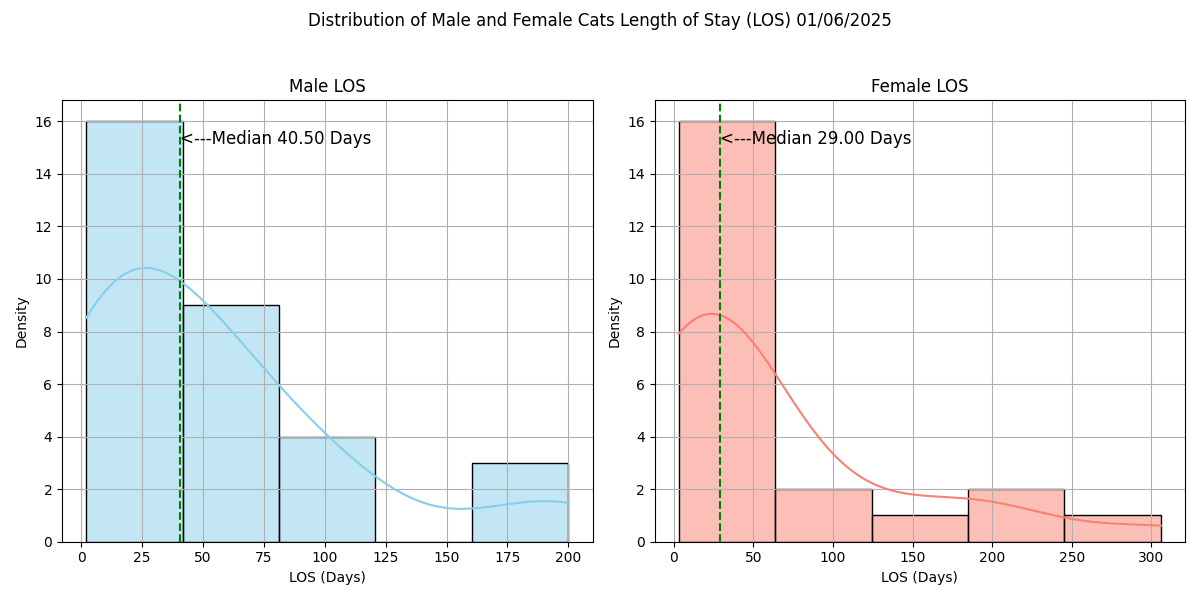 Distribution of Male and Female Cats Length of Stay (LOS) 01/06/2025
Male LOS
<---Median 40.50 Days
Density
16
14
12
10
8
6
4
2
0
0 25 50 75 100 125 150 175 200
LOS (Days)
Female LOS
<---Median 29.00 Days
Density
16
14
12
10
8
6
4
2
0
0 50 100 150 200 250 300
LOS (Days)